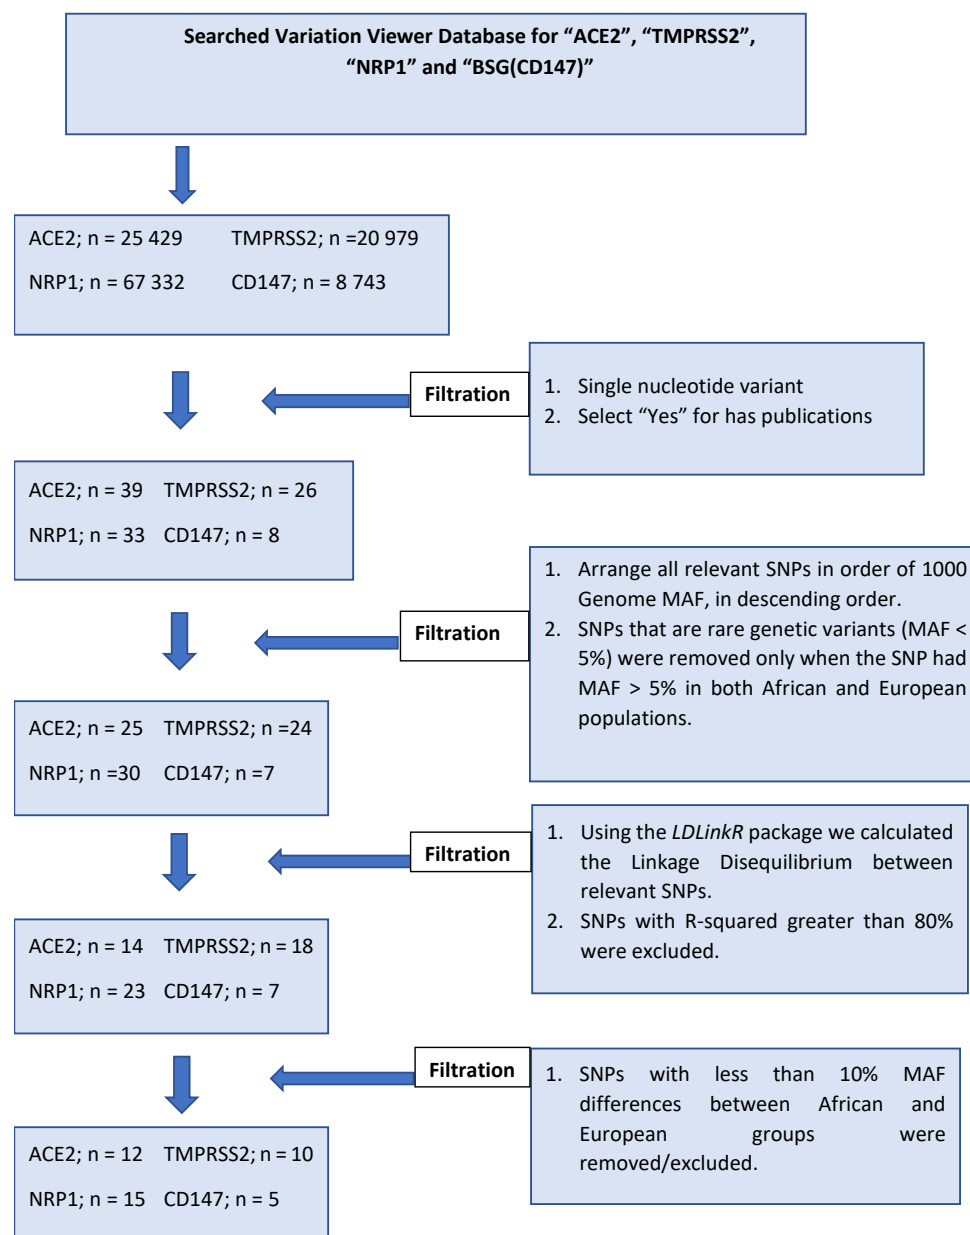 Searched Variation Viewer Database for “ACE2”, “TMPRSS2”,
“NRP1” and “BSG(CD147)”
ACE2; n = 25 429 TMPRSS2; n =20 979
NRP1; n = 67 332 CD147; n = 8 743
Filtration
1. Single nucleotide variant
2. Select “Yes” for has publications
ACE2; n = 39 TMPRSS2; n = 26
NRP1; n = 33 CD147; n = 8
Filtration
1. Arrange all relevant SNPs in order of 1000
Genome MAF, in descending order.
2. SNPs that are rare genetic variants (MAF <
5%) were removed only when the SNP had
MAF > 5% in both African and European
populations.
ACE2; n = 25 TMPRSS2; n =24
NRP1; n =30 CD147; n =7
Filtration
1. Using the LDLinkR package we calculated
the Linkage Disequilibrium between
relevant SNPs.
2. SNPs with R-squared greater than 80%
were excluded.
ACE2; n = 14 TMPRSS2; n = 18
NRP1; n = 23 CD147; n = 7
Filtration
1. SNPs with less than 10% MAF
differences between African and
European groups were
removed/excluded.
ACE2; n = 12 TMPRSS2; n = 10
NRP1; n = 15 CD147; n = 5